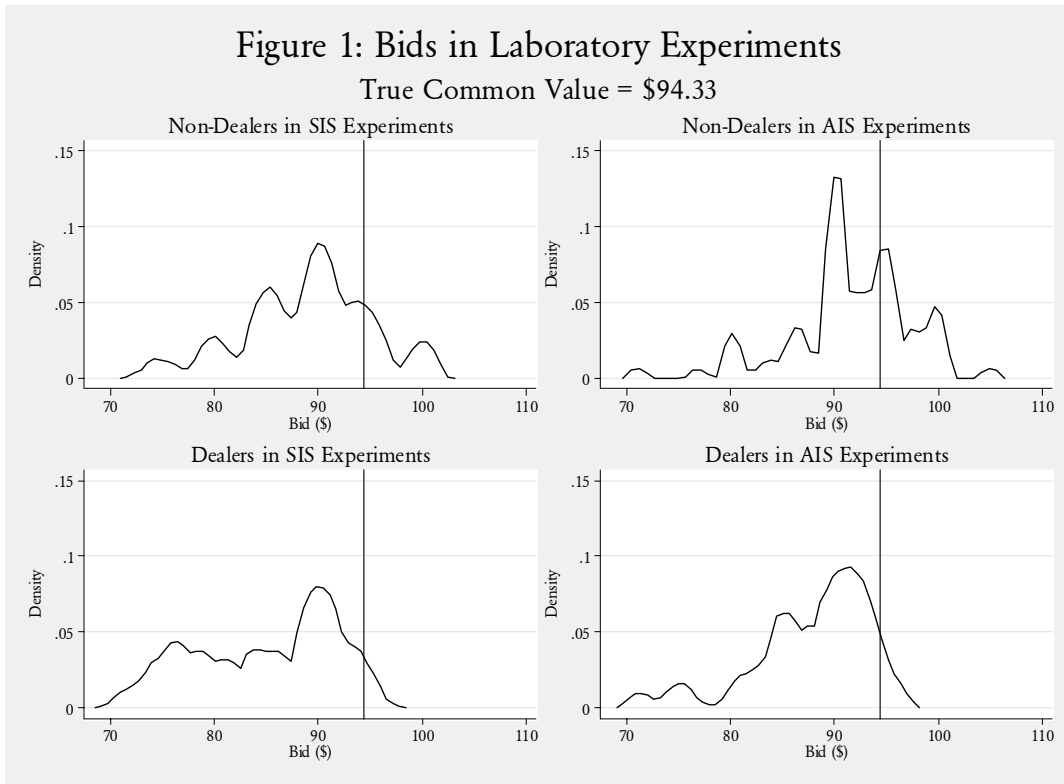 Figure 1: Bids in Laboratory Experiments
True Common Value = $94.33
Non-Dealers in SIS Experiments
.15
.1
.05
0
Density
70 80 90 100 110
Bid ($)
Non-Dealers in AIS Experiments
.15
.1
.05
0
Density
70 80 90 100 110
Bid ($)
Dealers in SIS Experiments
.15
.1
.05
0
Density
70 80 90 100 110
Bid ($)
Dealers in AIS Experiments
.15
.1
.05
0
Density
70 80 90 100 110
Bid ($)